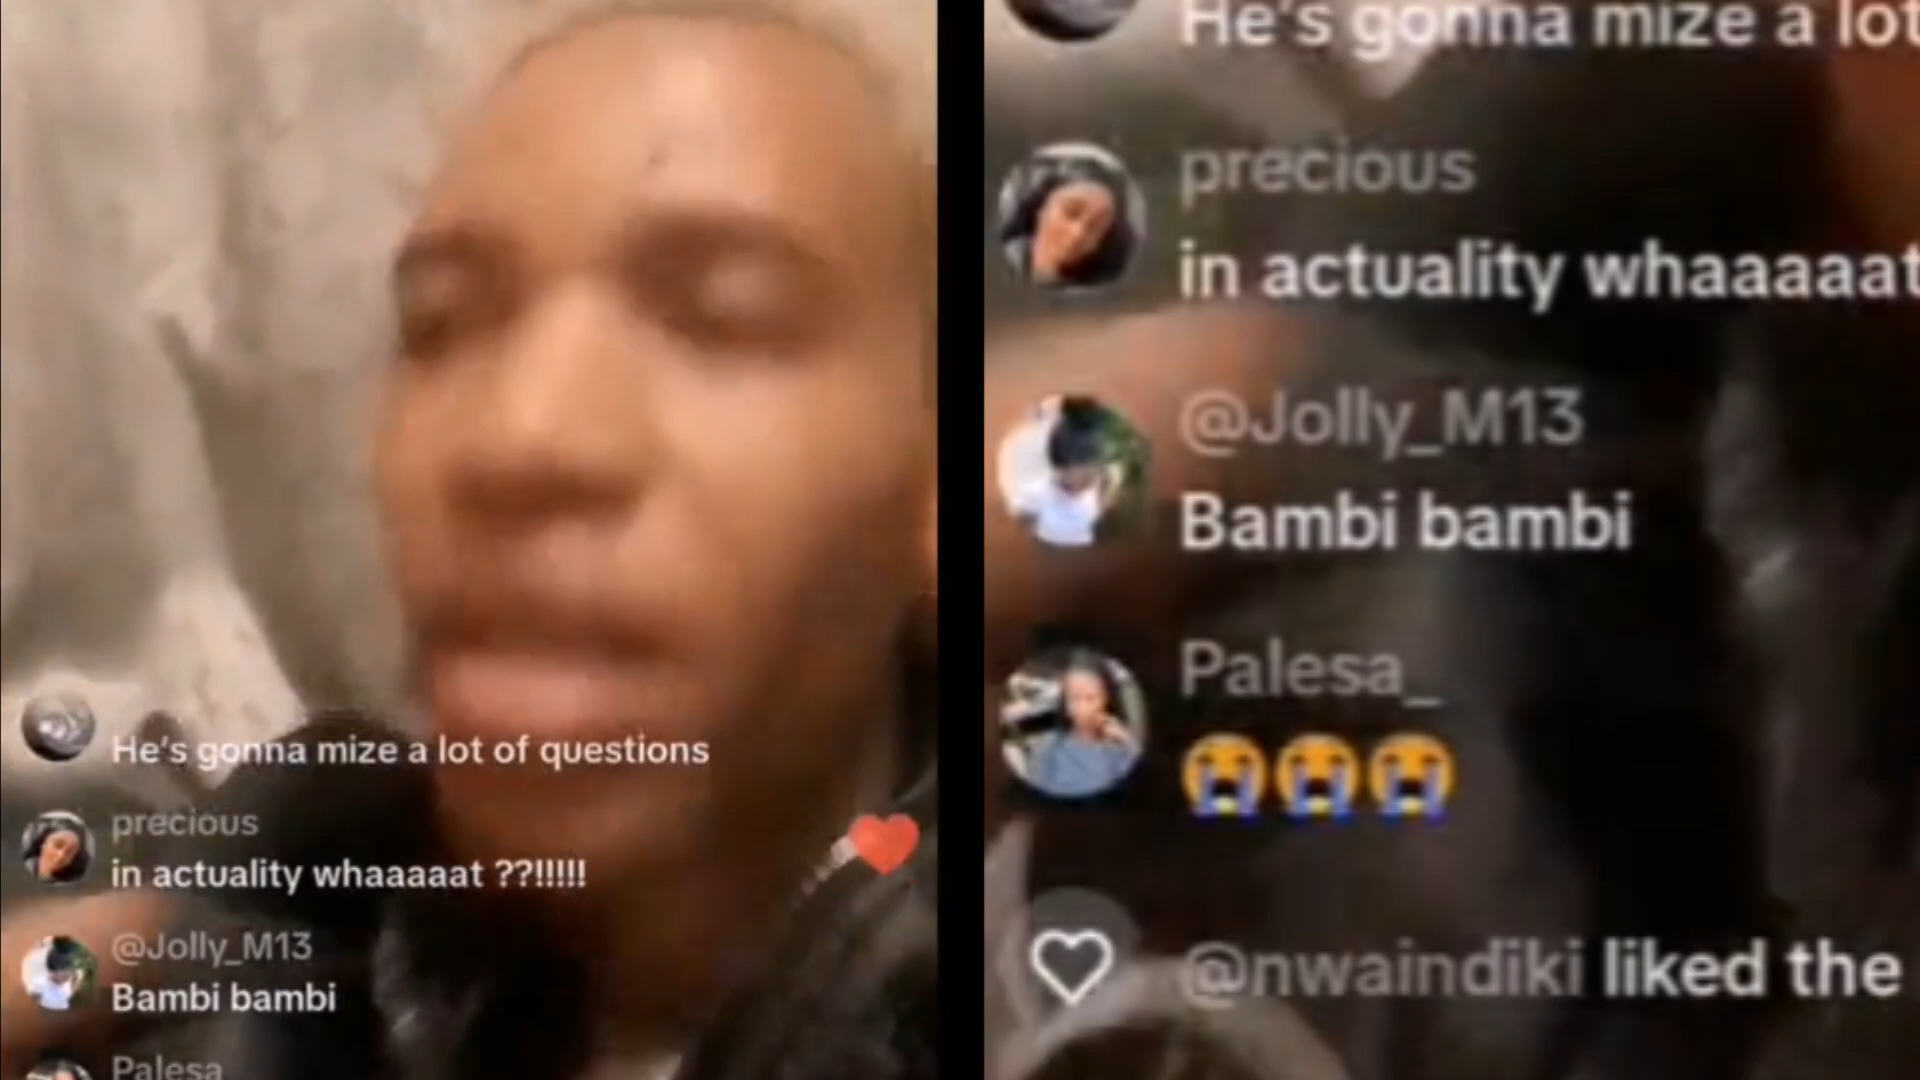 He's gonna mize a lot of questions
precious
in actuality whaaaaat ??!!!!!
@Jolly_M13
Bambi bambi
Palesa_
He's gonna mize a lot
precious
in actuality whaaaaat
@Jolly_M13
Bambi bambi
Palesa_
😭😭😭
@nwaindiki liked the